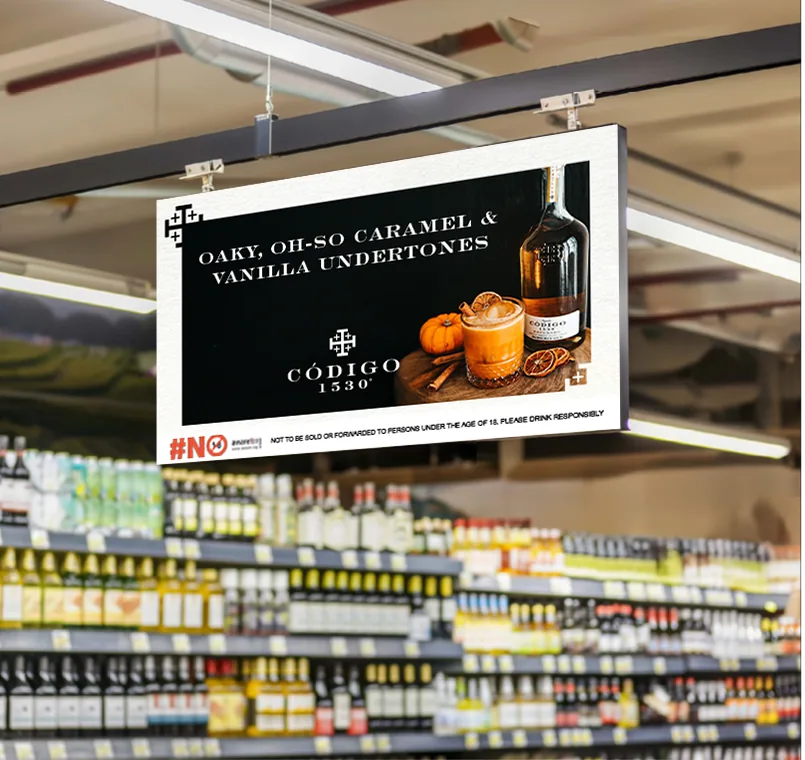 OAKY, OH-SO CARAMEL &
VANILLA UNDERTONES
CÓDIGO
1530
CÓDIGO
1530
#NO 18
NOT TO BE SOLD OR FORWARDED TO PERSONS UNDER THE AGE OF 18. PLEASE DRINK RESPONSIBLY